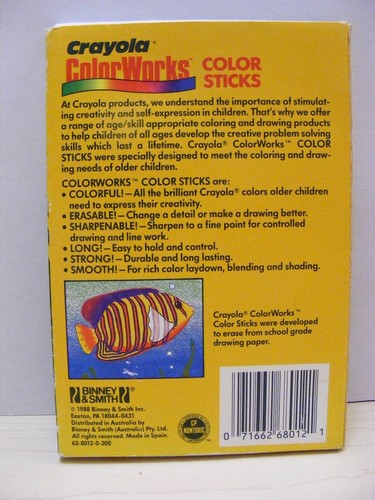 Crayola®
ColorWorks™ COLOR
STICKS
At Crayola products, we understand the importance of stimulat-
ing creativity and self-expression in children. That's why we offer
a range of age/skill appropriate coloring and drawing products
to help children of all ages develop the creative problem solving
skills which last a lifetime. Crayola® ColorWorks™ COLOR
STICKS were specially designed to meet the coloring and draw-
ing needs of older children.
COLORWORKS™ COLOR STICKS are:
• COLORFUL!—All the brilliant Crayola® colors older children
need to express their creativity.
• ERASABLE!—Change a detail or make a drawing better.
• SHARPENABLE!—Sharpen to a fine point for controlled
drawing and line work.
• LONG!—Easy to hold and control.
• STRONG!—Durable and long lasting.
• SMOOTH!—For rich color laydown, blending and shading.
Crayola® ColorWorks™
Color Sticks were developed
to erase from school grade
drawing paper.
BINNEY
& SMITH®
© 1988 Binney & Smith Inc.
Easton, PA 18044-0431
Distributed in Australia by
Binney & Smith (Australia) Pty. Ltd.
All rights reserved. Made in Spain.
62-8012-0-200
CP
NONTOXIC
0 71662 68012 1